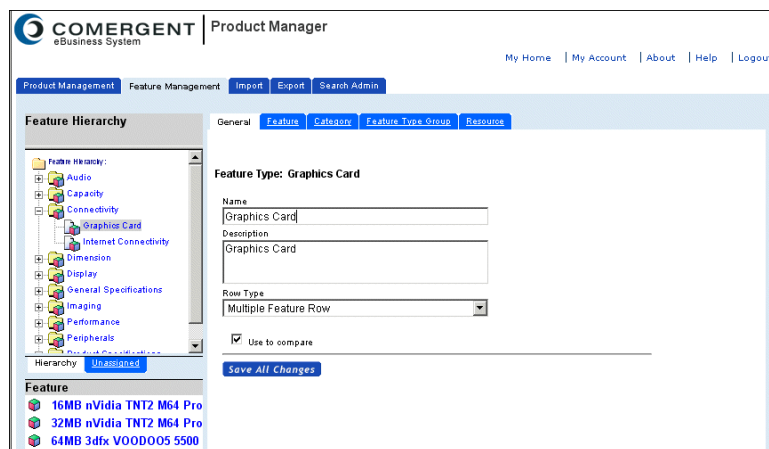 COMERGENT
eBusiness System
Product Manager
My Home | My Account | About | Help | Logou
Product Management
Feature Management
Import
Export
Search Admin
Feature Hierarchy
General
Feature
Category
Feature Type Group
Resource
Feature Hierarchy:
Audio
Capacity
Connectivity
Graphics Card
Internet Connectivity
Dimension
Display
General Specifications
Imaging
Performance
Peripherals
Product Specifications
Hierarchy
Unassigned
Feature Type: Graphics Card
Name
Graphics Card
Description
Graphics Card
Row Type
Multiple Feature Row
Use to compare
Save All Changes
Feature
16MB nVidia TNT2 M64 Pro
32MB nVidia TNT2 M64 Pro
64MB 3dfx VOODOO5 5500